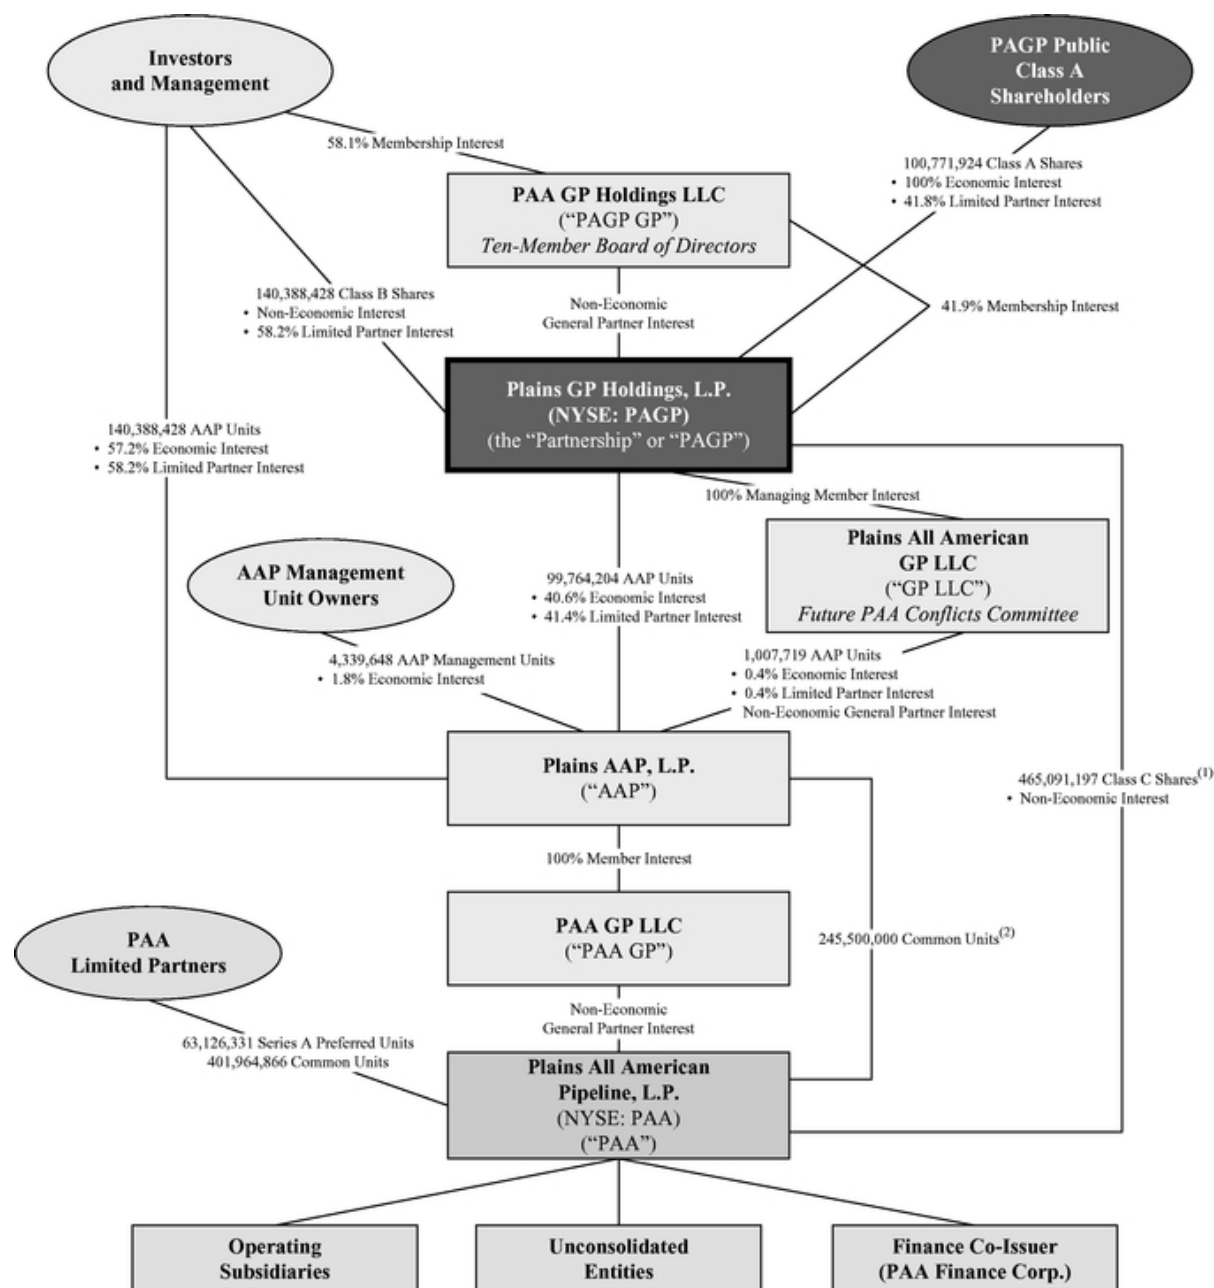 Investors
and Management
PAGP Public
Class A
Shareholders
58.1% Membership Interest
100,771,924 Class A Shares
• 100% Economic Interest
• 41.8% Limited Partner Interest
PAA GP Holdings LLC
(“PAGP GP”)
Ten-Member Board of Directors
140,388,428 Class B Shares
• Non-Economic Interest
• 58.2% Limited Partner Interest
Non-Economic
General Partner Interest
41.9% Membership Interest
Plains GP Holdings, L.P.
(NYSE: PAGP)
(the “Partnership” or “PAGP”)
140,388,428 AAP Units
• 57.2% Economic Interest
• 58.2% Limited Partner Interest
100% Managing Member Interest
Plains All American
GP LLC
(“GP LLC”)
Future PAA Conflicts Committee
AAP Management
Unit Owners
99,764,204 AAP Units
• 40.6% Economic Interest
• 41.4% Limited Partner Interest
4,339,648 AAP Management Units
• 1.8% Economic Interest
1,007,719 AAP Units
• 0.4% Economic Interest
• 0.4% Limited Partner Interest
Non-Economic General Partner Interest
Plains AAP, L.P.
(“AAP”)
465,091,197 Class C Shares(1)
• Non-Economic Interest
100% Member Interest
PAA GP LLC
(“PAA GP”)
245,500,000 Common Units(2)
PAA
Limited Partners
Non-Economic
General Partner Interest
63,126,331 Series A Preferred Units
401,964,866 Common Units
Plains All American
Pipeline, L.P.
(NYSE: PAA)
(“PAA”)
Operating
Subsidiaries
Unconsolidated
Entities
Finance Co-Issuer
(PAA Finance Corp.)